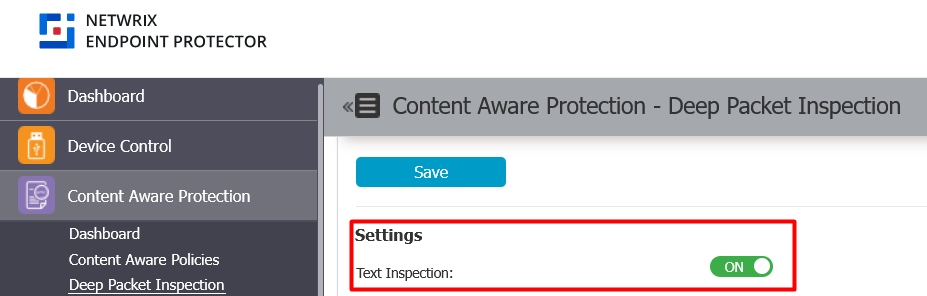 NETWRIX
ENDPOINT PROTECTOR
Dashboard
Device Control
Content Aware Protection
Dashboard
Content Aware Policies
Deep Packet Inspection
Content Aware Protection - Deep Packet Inspection
Save
Settings
Text Inspection:
ON